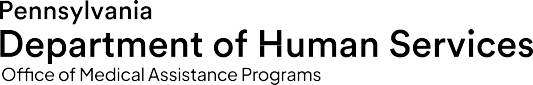 Pennsylvania
Department of Human Services
Office of Medical Assistance Programs